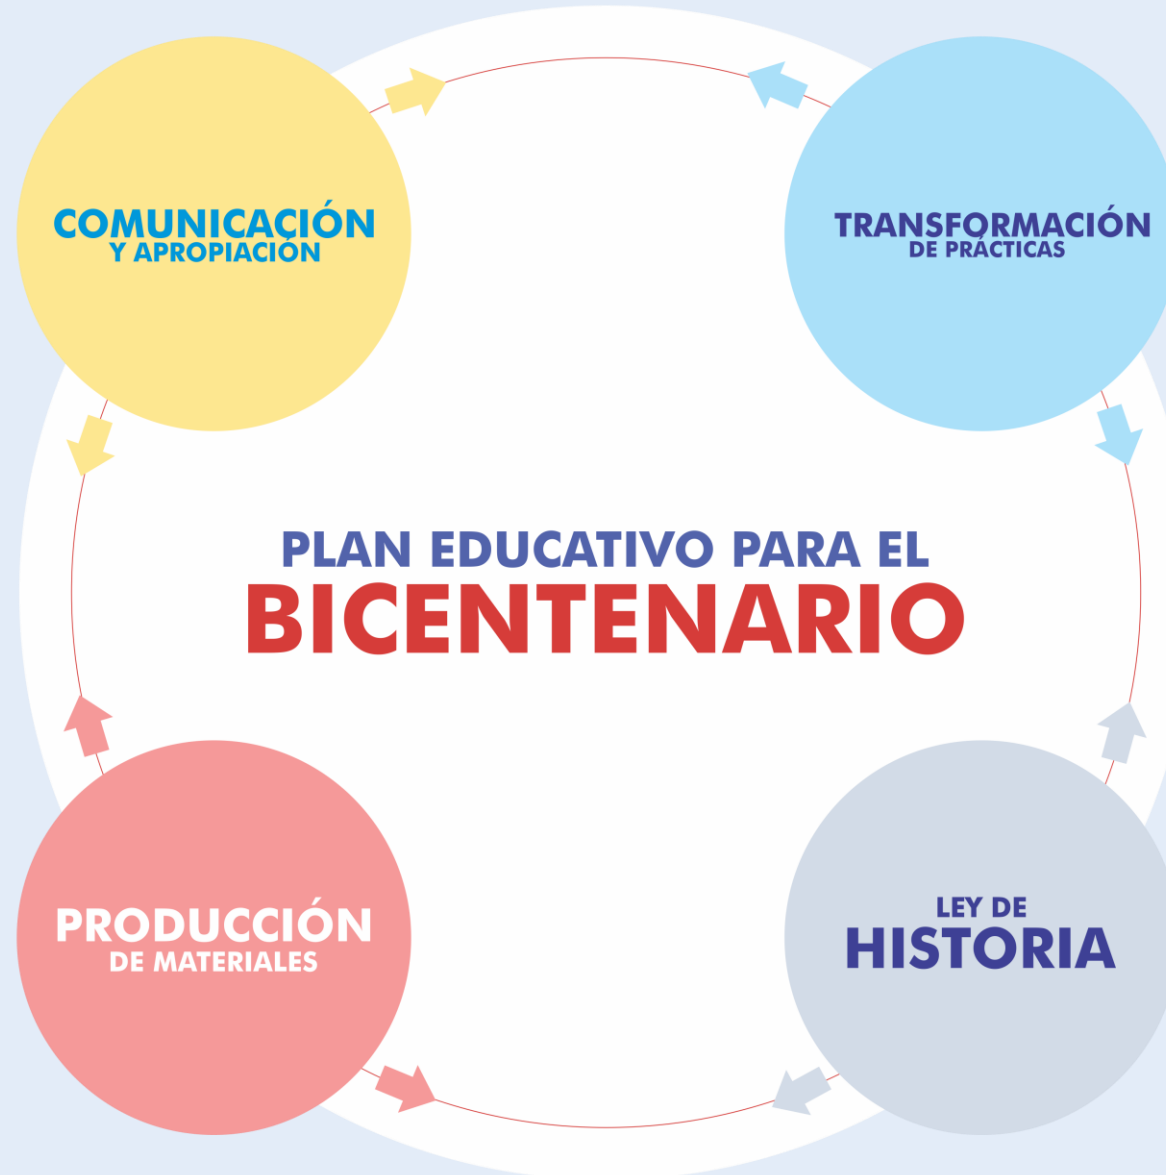 COMUNICACIÓN
Y APROPIACIÓN
TRANSFORMACIÓN
DE PRÁCTICAS
PLAN EDUCATIVO PARA EL
BICENTENARIO
PRODUCCIÓN
DE MATERIALES
LEY DE
HISTORIA